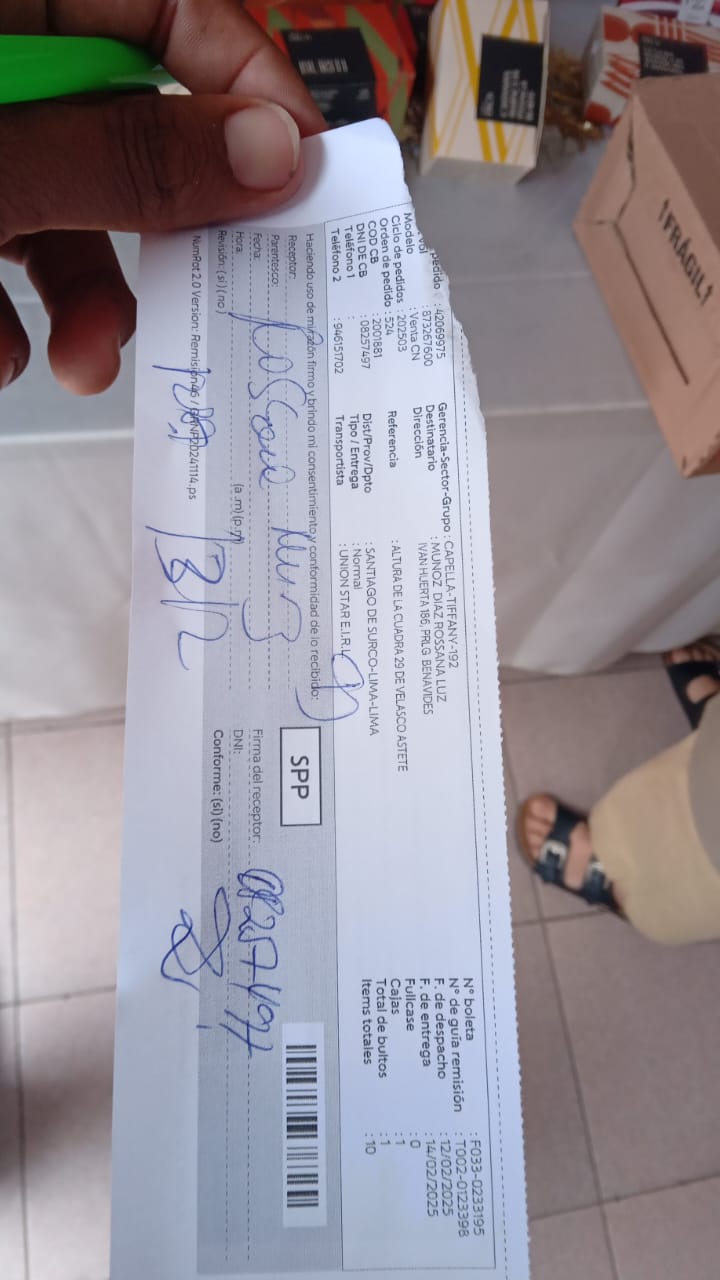 pedido : 42069975
: 873267600
Modelo : Venta CN
Ciclo de pedidos : 202503
Orden de pedido : 524
COD CB : 2001881
DNI DE CB : 08257497
Teléfono 1 :
Teléfono 2 : 946151702
Gerencia-Sector-Grupo : CAPELLA-TIFFANY-192
Destinatario : MUNOZ DIAZ ROSSANA LUZ
Dirección IVAN HUERTA 186, PRLG BENAVIDES
Referencia : ALTURA DE LA CUADRA 29 DE VELASCO ASTETE
Dist/Prov/Dpto : SANTIAGO DE SURCO-LIMA-LIMA
Tipo / Entrega : Normal
Transportista : UNION STAR E.I.R.L
N° boleta : F033-0233195
N° de guía remisión : T002-0123398
F. de despacho : 12/02/2025
F. de entrega : 14/02/2025
Fullcase : 0
Cajas : 1
Total de bultos : 1
Items totales : 10
Haciendo uso de mi razón firmo y brindo mi consentimiento y conformidad de lo recibido:
Receptor:
Parentesco:
Fecha:
Hora: (a.m) (p.m)
Revisión: (si) (no)
SPP
Firma del receptor:
DNI: 08257497
Conforme: (si) (no)
NumRot 2.0 Version: Remision46 /
¡FRÁGIL!